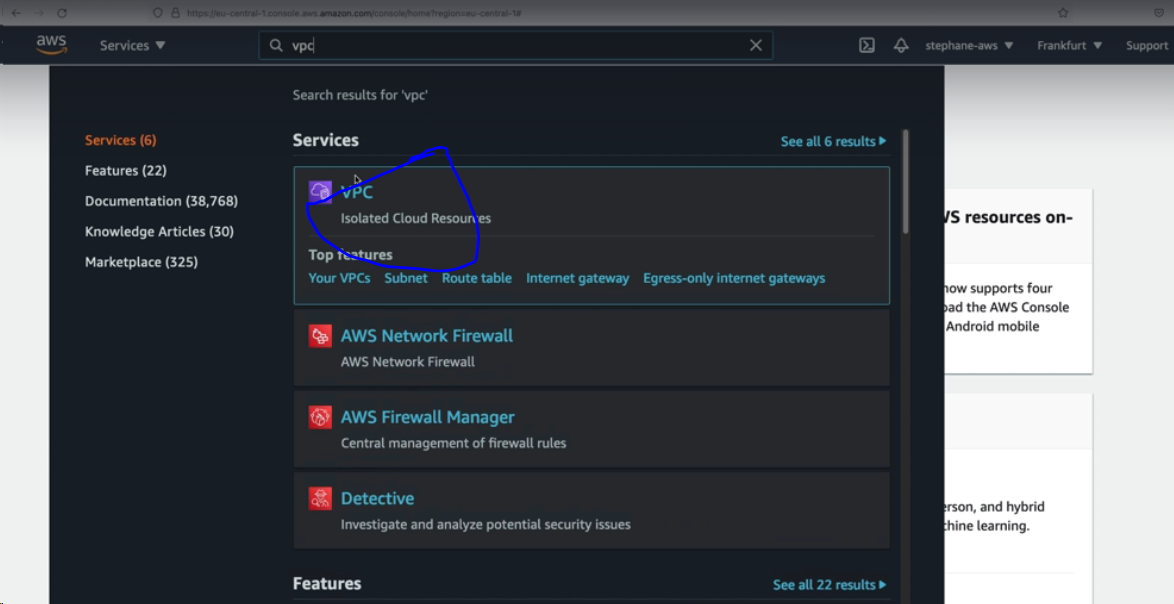 https://eu-central-1.console.aws.amazon.com/console/home?region=eu-central-1#
aws
Services ▼
vpc
stephane-aws ▼
Frankfurt ▼
Support
Search results for 'vpc'
Services (6)
Features (22)
Documentation (38,768)
Knowledge Articles (30)
Marketplace (325)
Services
See all 6 results ▶
VPC
Isolated Cloud Resources
Top features
Your VPCs Subnet Route table Internet gateway Egress-only internet gateways
AWS Network Firewall
AWS Network Firewall
AWS Firewall Manager
Central management of firewall rules
Detective
Investigate and analyze potential security issues
Features
See all 22 results ▶
WS resources on-
now supports four
oad the AWS Console
Android mobile
erson, and hybrid
chine learning.